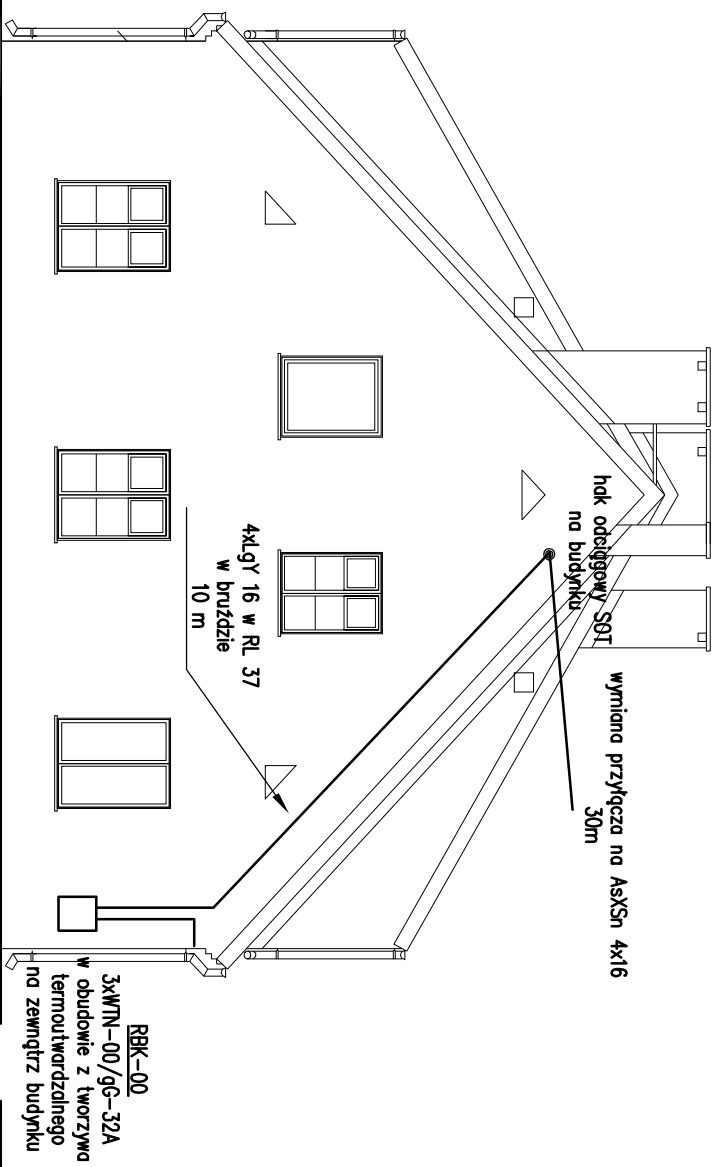 hak odciągowy SOT
na budynku
wymiana przyłącza na AsXSn 4x16
30m
4xLgY 16 w RL 37
w bruździe
10 m
RBK-00
3xWTN-00/gG-32A
w obudowie z tworzywa
termoutwardzalnego
na zewnątrz budynku